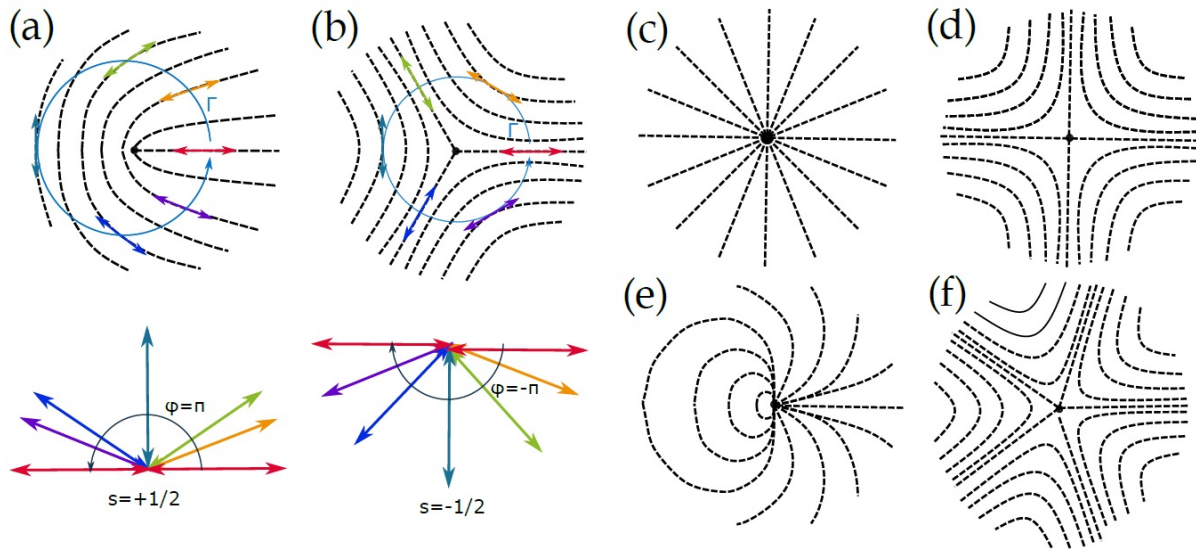 (a)
(b)
(c)
(d)
Γ
Γ
(e)
(f)
φ=π
s=+1/2
φ=-π
s=-1/2